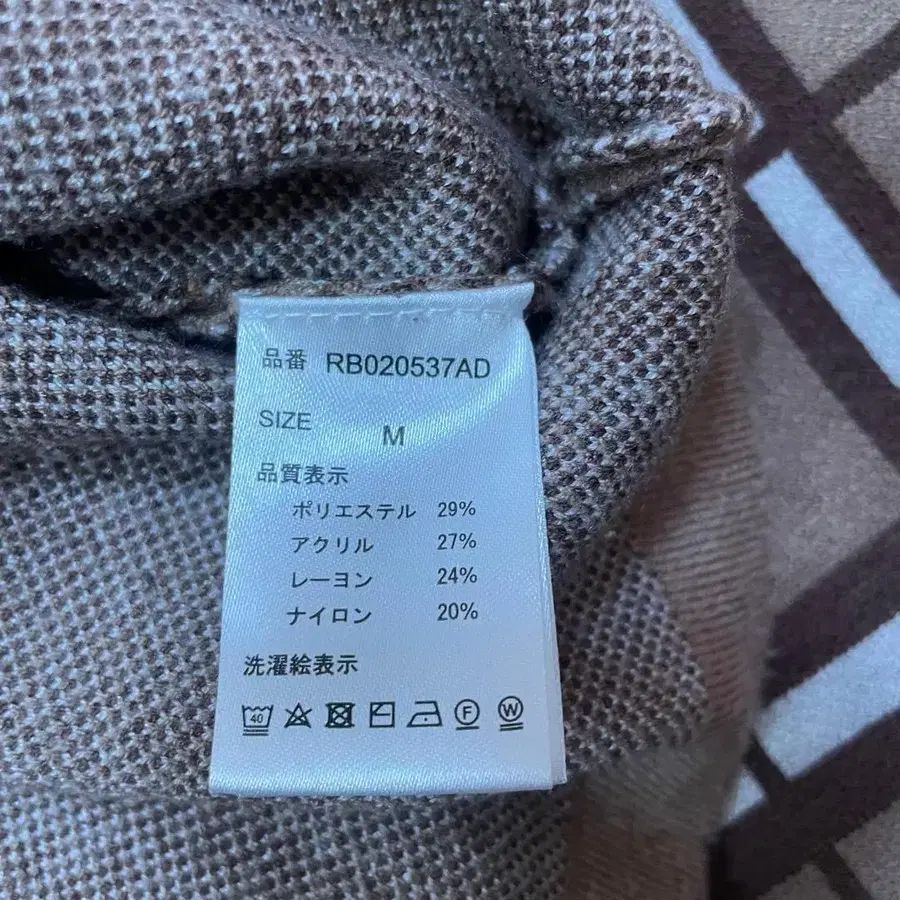 品番 RB020537AD
SIZE M
品質表示
ポリエステル 29%
アクリル 27%
レーヨン 24%
ナイロン 20%
洗濯絵表示
40 F W